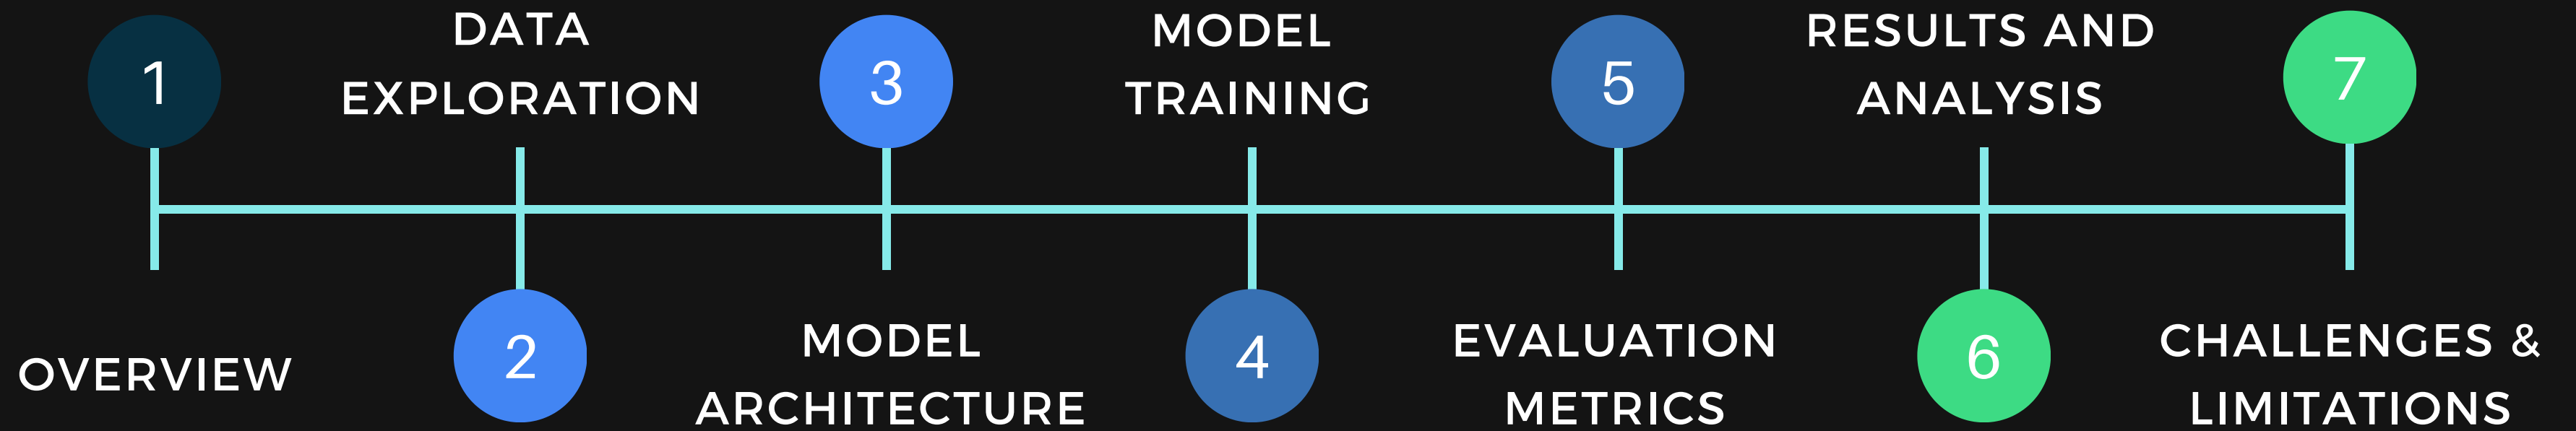 1
OVERVIEW
DATA
EXPLORATION
2
3
MODEL
ARCHITECTURE
MODEL
TRAINING
4
5
EVALUATION
METRICS
RESULTS AND
ANALYSIS
6
7
CHALLENGES &
LIMITATIONS